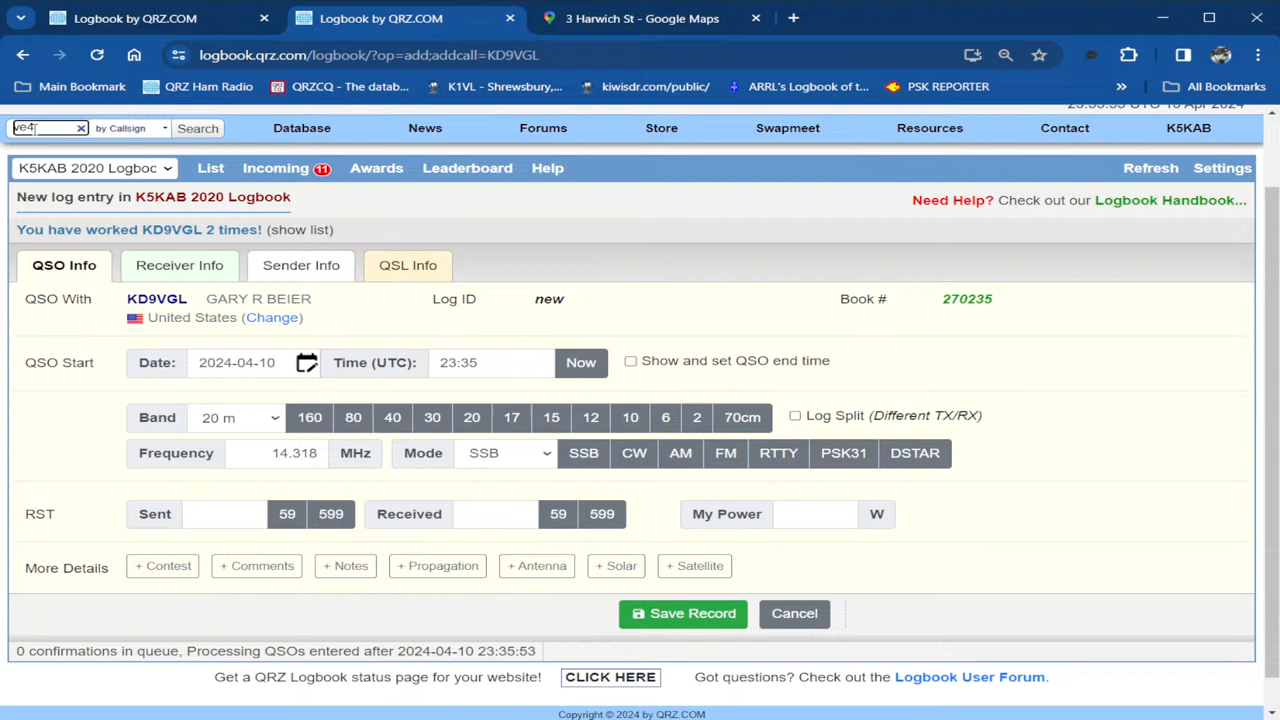 Logbook by QRZ.COM
Logbook by QRZ.COM
3 Harwich St - Google Maps
logbook.qrz.com/logbook/?op=add;addcall=KD9VGL
Main Bookmark
QRZ Ham Radio
QRZCQ - The datab...
K1VL - Shrewsbury,...
kiwisdr.com/public/
ARRL's Logbook of t...
PSK REPORTER
All Bookmarks
ve4
by Callsign
Search
Database
News
Forums
Store
Swapmeet
Resources
Contact
K5KAB
K5KAB 2020 Logboc
List
Incoming 11
Awards
Leaderboard
Help
Refresh
Settings
New log entry in K5KAB 2020 Logbook
Need Help? Check out our Logbook Handbook...
You have worked KD9VGL 2 times! (show list)
QSO Info
Receiver Info
Sender Info
QSL Info
QSO With KD9VGL GARY R BEIER Log ID new Book # 270235
United States (Change)
QSO Start Date: 2024-04-10 Time (UTC): 23:35 Now Show and set QSO end time
Band 20 m 160 80 40 30 20 17 15 12 10 6 2 70cm Log Split (Different TX/RX)
Frequency 14.318 MHz Mode SSB SSB CW AM FM RTTY PSK31 DSTAR
RST Sent 59 599 Received 59 599 My Power W
More Details + Contest + Comments + Notes + Propagation + Antenna + Solar + Satellite
Save Record Cancel
0 confirmations in queue, Processing QSOs entered after 2024-04-10 23:35:53
Get a QRZ Logbook status page for your website! CLICK HERE Got questions? Check out the Logbook User Forum.
Copyright © 2024 by QRZ.COM